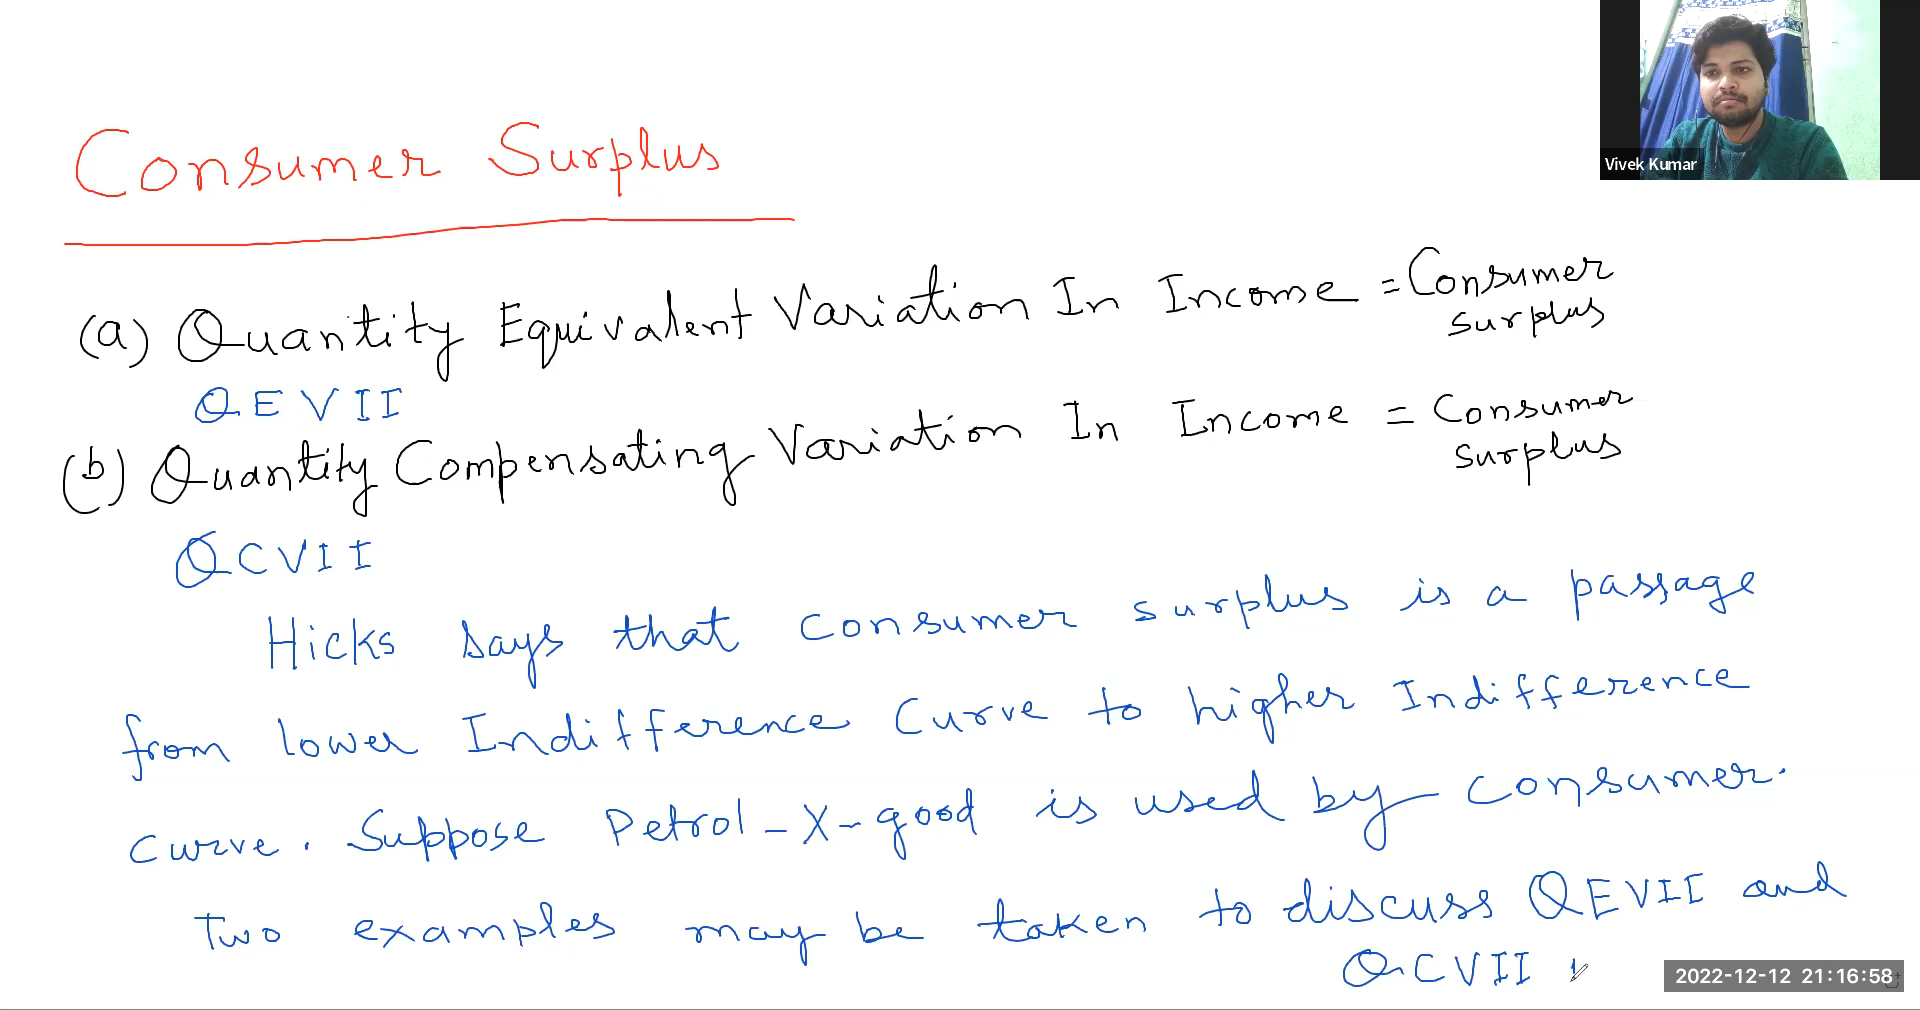 Vivek Kumar
Consumer Surplus
(a) Quantity Equivalent Variation In Income = Consumer
surplus
QEVII
(b) Quantity Compensating Variation In Income = Consumer
surplus
QCVII
Hicks says that consumer surplus is a passage
from lower Indifference Curve to higher Indifference
curve. Suppose Petrol-X-good is used by consumer.
Two examples may be taken to discuss QEVII and
QCVII
2022-12-12 21:16:58